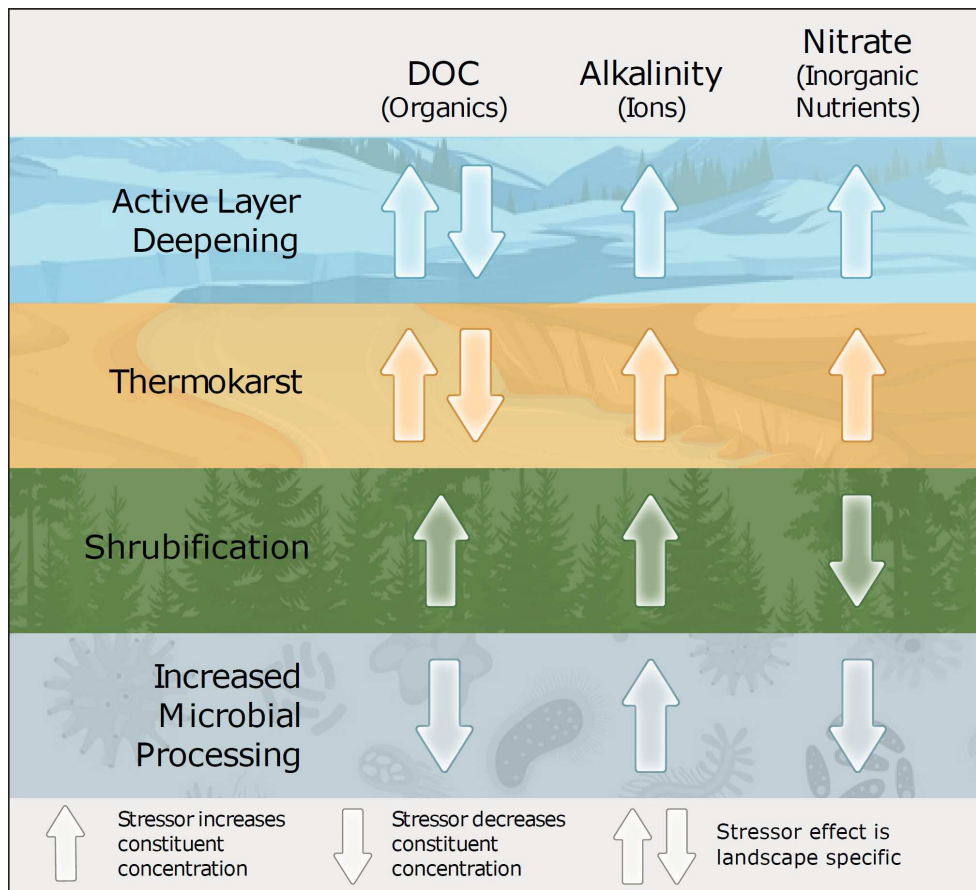 DOC
(Organics)
Alkalinity
(Ions)
Nitrate
(Inorganic
Nutrients)
Active Layer
Deepening
Thermokarst
Shrubification
Increased
Microbial
Processing
Stressor increases
constituent
concentration
Stressor decreases
constituent
concentration
Stressor effect is
landscape specific